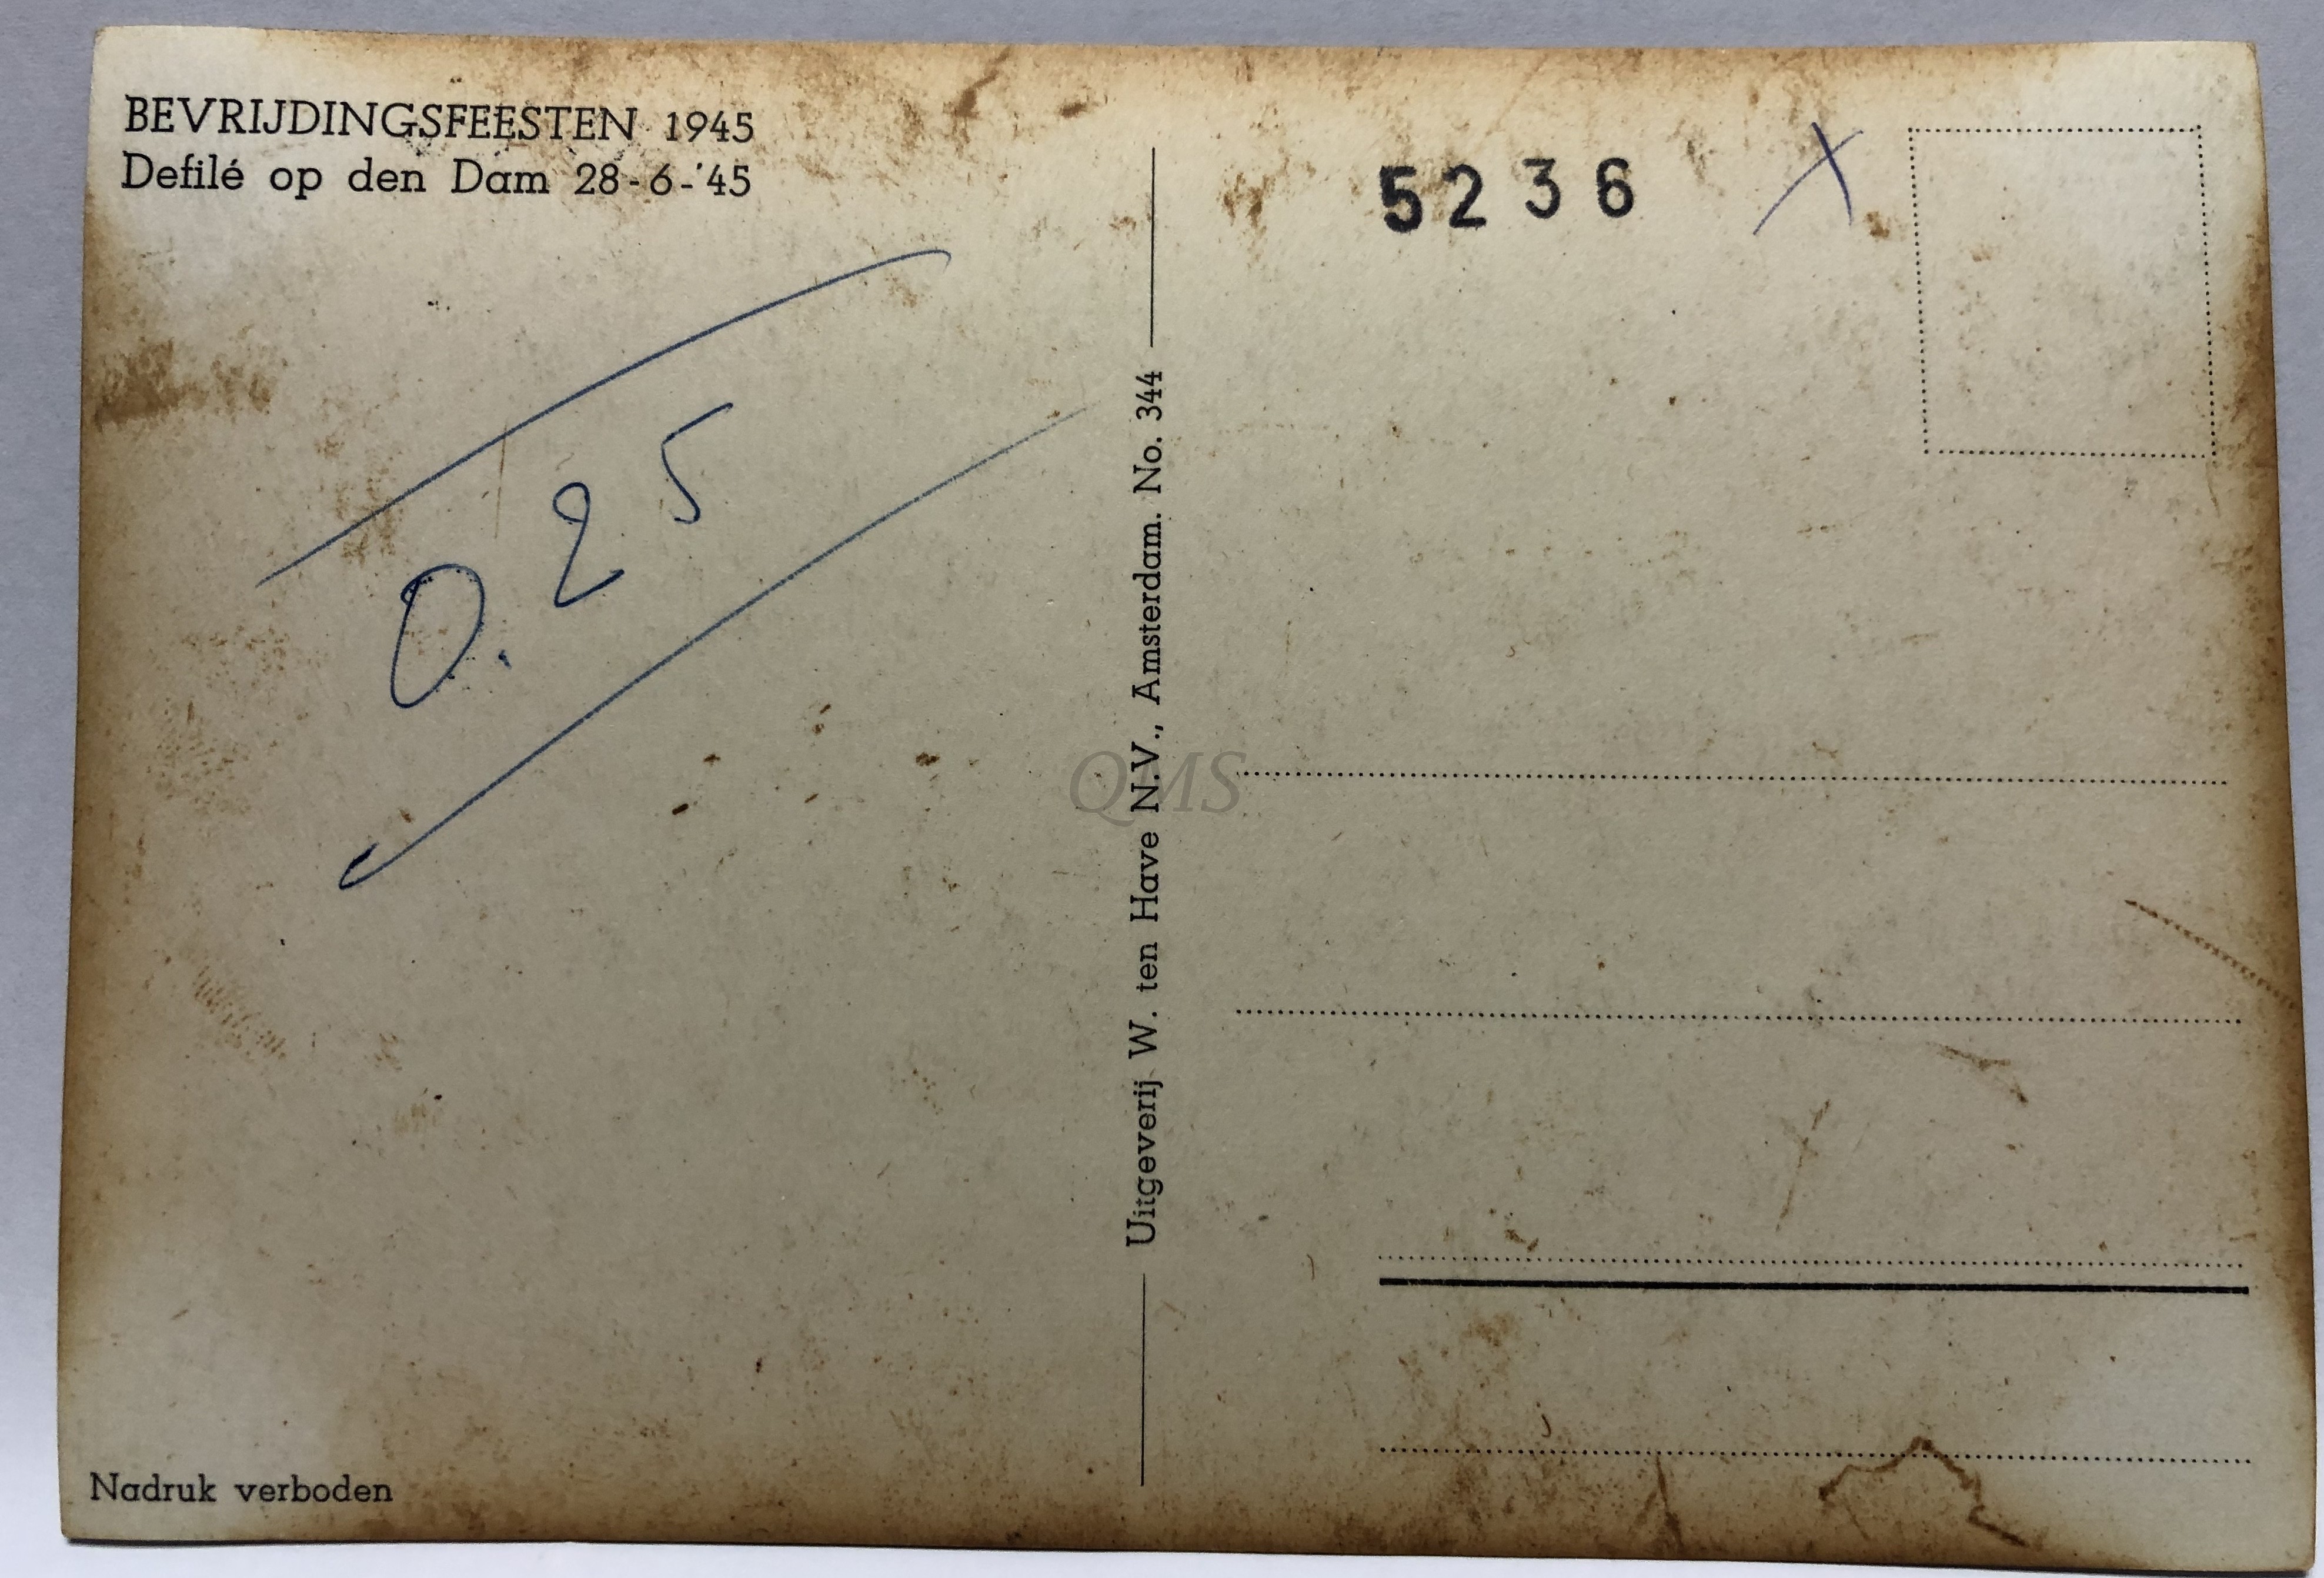 BEVRIJDINGSFEESTEN 1945
Defilé op den Dam 28-6-'45
5236 X
0.25
Uitgeverij W. ten Have N.V., Amsterdam. No. 344
QMS
Nadruk verboden